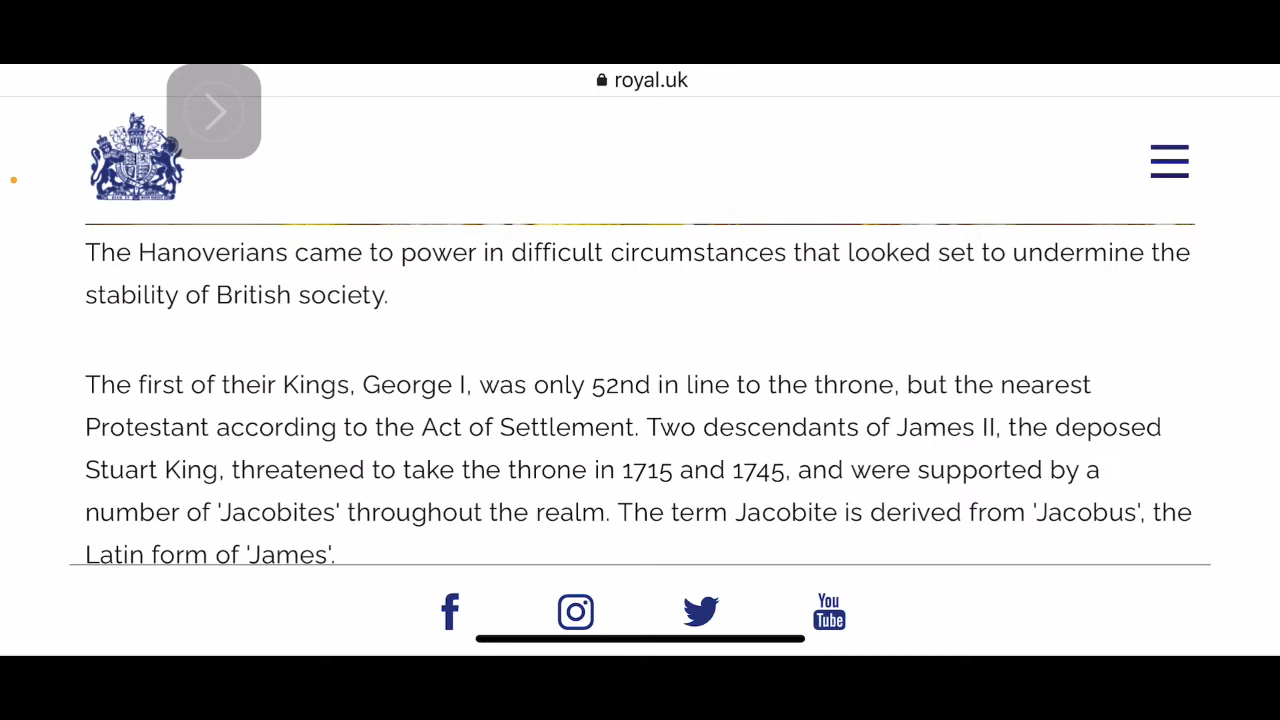 royal.uk
The Hanoverians came to power in difficult circumstances that looked set to undermine the
stability of British society.
The first of their Kings, George I, was only 52nd in line to the throne, but the nearest
Protestant according to the Act of Settlement. Two descendants of James II, the deposed
Stuart King, threatened to take the throne in 1715 and 1745, and were supported by a
number of 'Jacobites' throughout the realm. The term Jacobite is derived from 'Jacobus', the
Latin form of 'James'.
You
Tube